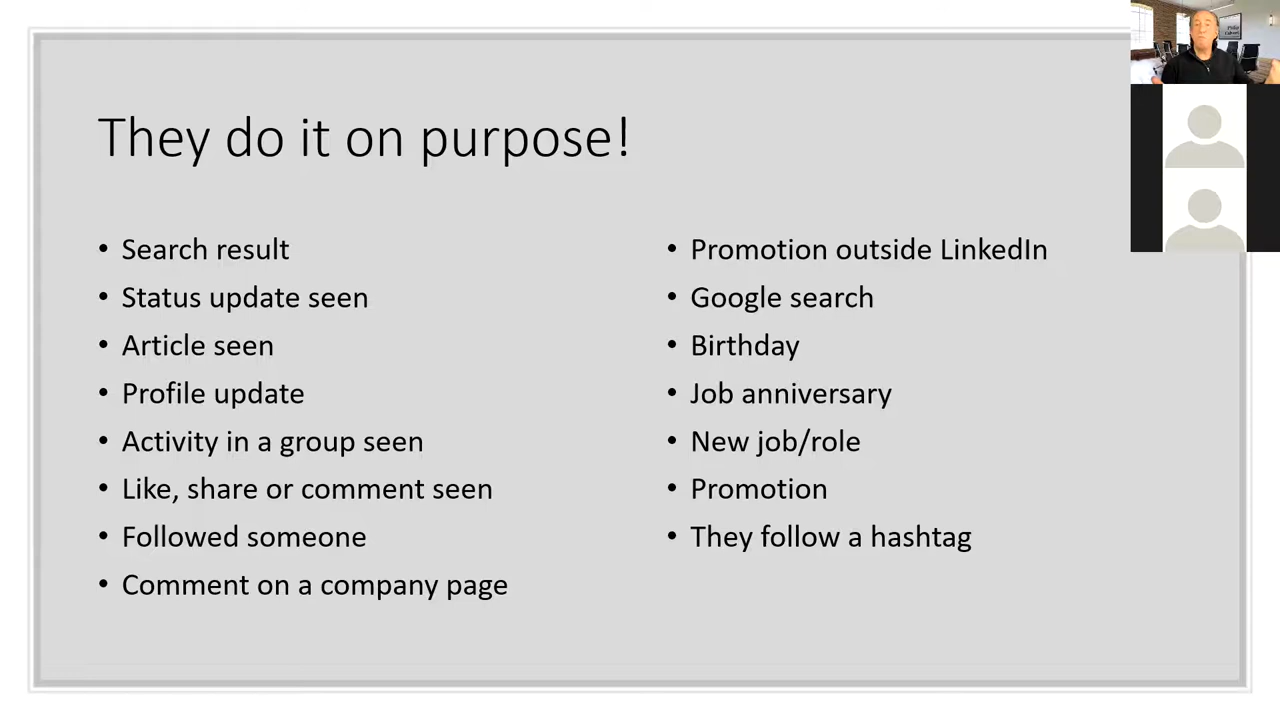 They do it on purpose!
• Search result
• Status update seen
• Article seen
• Profile update
• Activity in a group seen
• Like, share or comment seen
• Followed someone
• Comment on a company page
• Promotion outside LinkedIn
• Google search
• Birthday
• Job anniversary
• New job/role
• Promotion
• They follow a hashtag